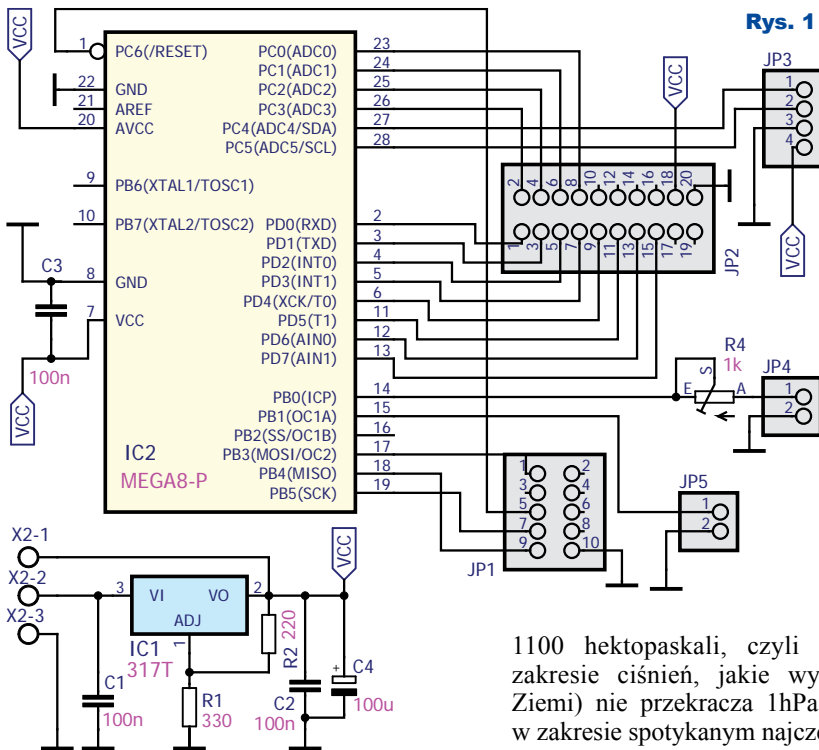 Rys. 1
VCC
1 PC6(/RESET) PC0(ADC0) 23
PC1(ADC1) 24
22 GND PC2(ADC2) 25
21 AREF PC3(ADC3) 26
20 AVCC PC4(ADC4/SDA) 27
PC5(ADC5/SCL) 28
9 PB6(XTAL1/TOSC1)
10 PB7(XTAL2/TOSC2) PD0(RXD) 2
PD1(TXD) 3
PD2(INT0) 4
8 GND PD3(INT1) 5
PD4(XCK/T0) 6
7 VCC PD5(T1) 11
PD6(AIN0) 12
PD7(AIN1) 13
PB0(ICP) 14
PB1(OC1A) 15
PB2(SS/OC1B) 16
PB3(MOSI/OC2) 17
PB4(MISO) 18
PB5(SCK) 19
IC2
MEGA8-P
C3
100n
VCC
VCC
JP3
1
2
3
4
VCC
2 4 6 8 10 12 14 16 18 20
1 3 5 7 9 11 13 15 17 19
JP2
R4
1k
E S A
JP4
1
2
JP5
1
2
1 2
3 4
5 6
7 8
9 10
JP1
X2-1
X2-2
X2-3
3 VI VO 2
ADJ
1
IC1
317T
C1
100n
R1
330
R2
220
C2
100n
+
C4
100u
VCC
1100 hektopaskali, czyli
zakresie ciśnień, jakie wy
Ziemi) nie przekracza 1hPa
w zakresie spotykanym najcz